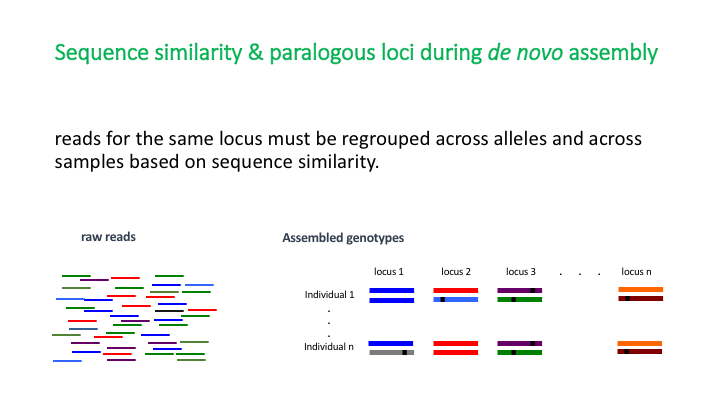 Sequence similarity & paralogous loci during de novo assembly
reads for the same locus must be regrouped across alleles and across
samples based on sequence similarity.
raw reads
Assembled genotypes
locus 1 locus 2 locus 3 . . . locus n
Individual 1
.
.
.
Individual n